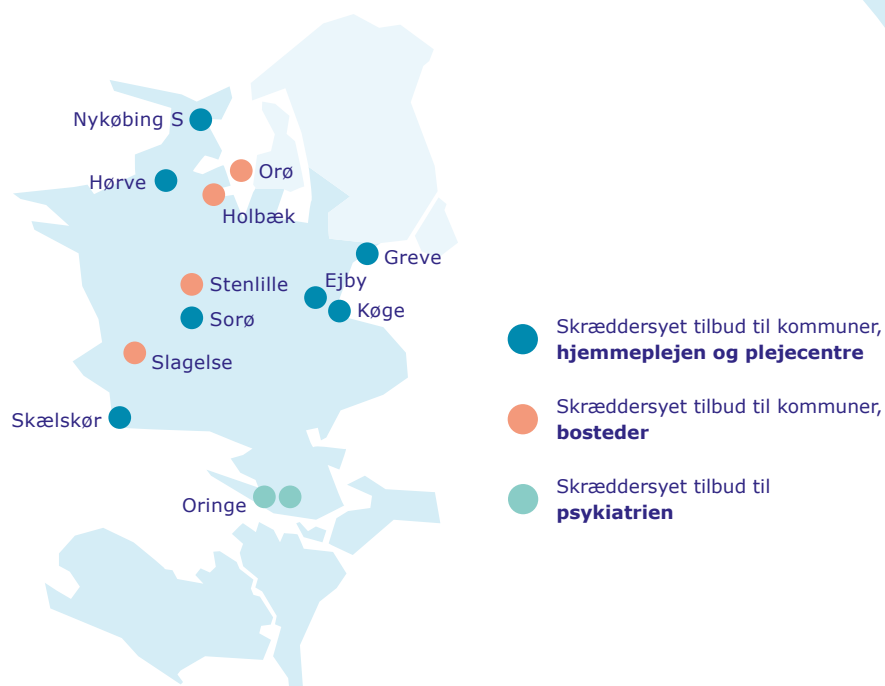 Nykøbing S
Orø
Hørve
Holbæk
Greve
Ejby
Stenlille
Køge
Sorø
Slagelse
Skælskør
Oringe
Skræddersyet tilbud til kommuner,
hjemmeplejen og plejecentre
Skræddersyet tilbud til kommuner,
bosteder
Skræddersyet tilbud til
psykiatrien